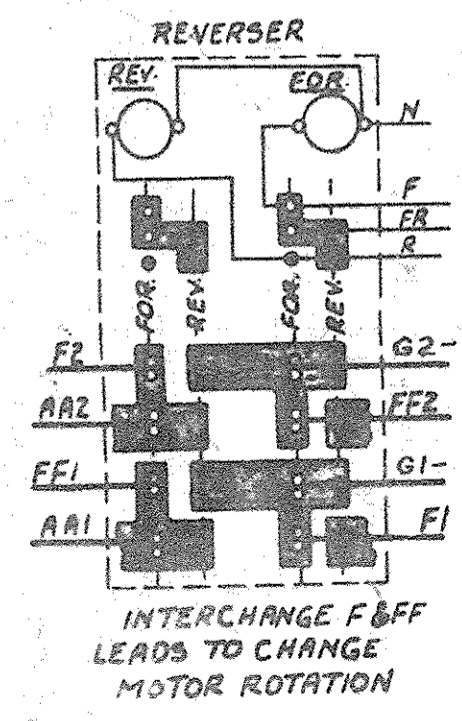 REVERSER
REV. FOR.
N
F
FR
R
FOR. REV. FOR. REV.
F2 G2-
AA2 FF2
FF1 G1-
AA1 F1
INTERCHANGE F & FF
LEADS TO CHANGE
MOTOR ROTATION